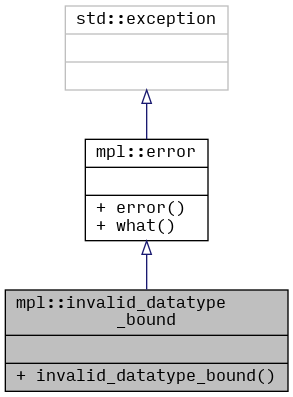 std::exception
mpl::error
+ error()
+ what()
mpl::invalid_datatype
_bound
+ invalid_datatype_bound()